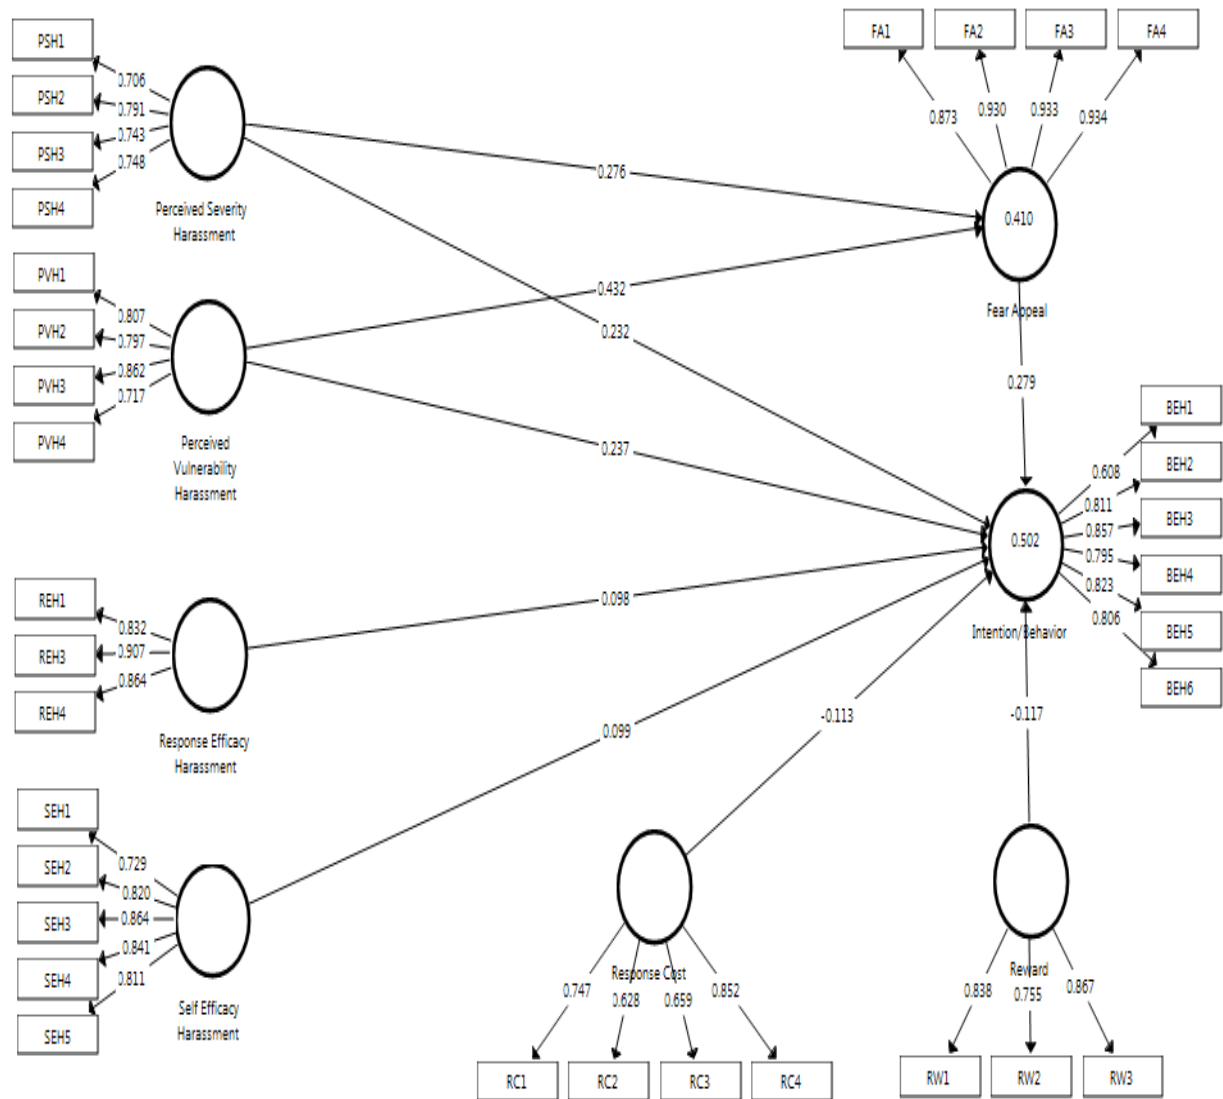 PSH1
PSH2
PSH3
PSH4
0.706
0.791
0.743
0.748
Perceived Severity
Harassment
PVH1
PVH2
PVH3
PVH4
0.807
0.797
0.862
0.717
Perceived
Vulnerability
Harassment
REH1
REH3
REH4
0.832
0.907
0.864
Response Efficacy
Harassment
SEH1
SEH2
SEH3
SEH4
SEH5
0.729
0.820
0.864
0.841
0.811
Self Efficacy
Harassment
0.276
0.432
0.232
0.237
0.098
0.099
-0.113
-0.117
0.279
FA1
FA2
FA3
FA4
0.873
0.930
0.933
0.934
0.410
Fear Appeal
BEH1
BEH2
BEH3
BEH4
BEH5
BEH6
0.608
0.811
0.857
0.795
0.823
0.806
0.502
Intention/Behavior
Response Cost
0.747
0.628
0.659
0.852
RC1
RC2
RC3
RC4
Reward
0.838
0.755
0.867
RW1
RW2
RW3